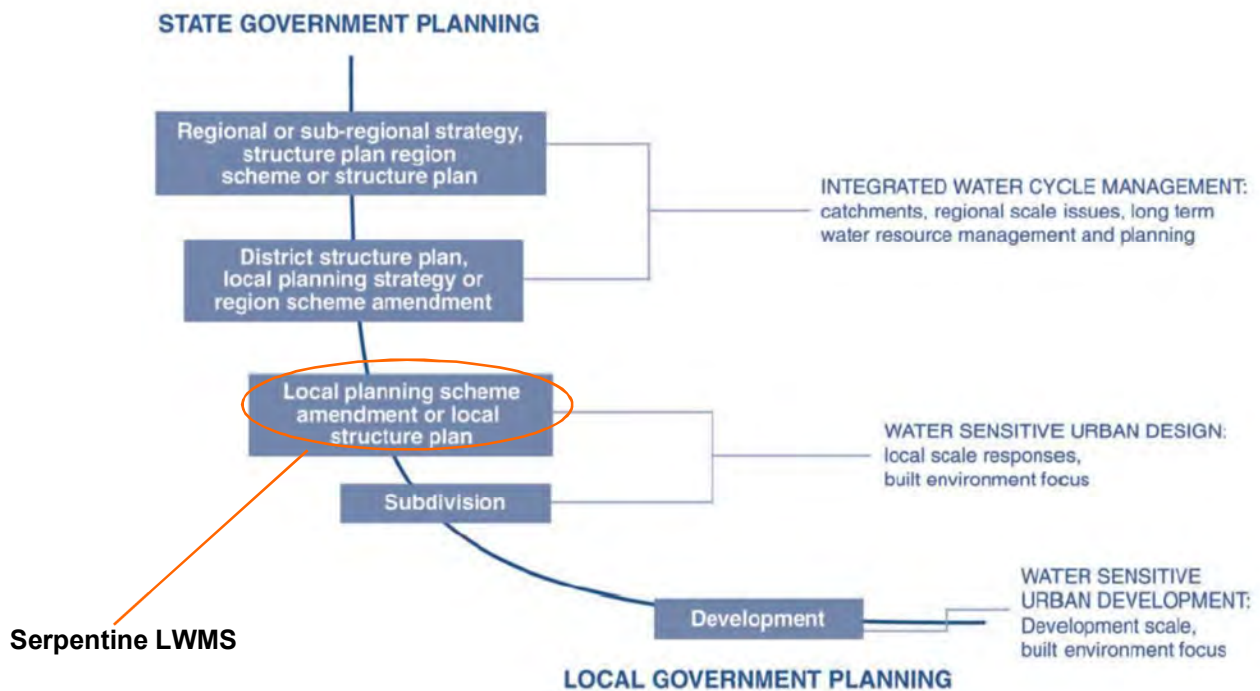 STATE GOVERNMENT PLANNING
Regional or sub-regional strategy,
structure plan region
scheme or structure plan
INTEGRATED WATER CYCLE MANAGEMENT:
catchments, regional scale issues, long term
water resource management and planning
District structure plan,
local planning strategy or
region scheme amendment
Local planning scheme
amendment or local
structure plan
WATER SENSITIVE URBAN DESIGN:
local scale responses,
built environment focus
Subdivision
WATER SENSITIVE
URBAN DEVELOPMENT:
Development scale,
built environment focus
Development
Serpentine LWMS
LOCAL GOVERNMENT PLANNING